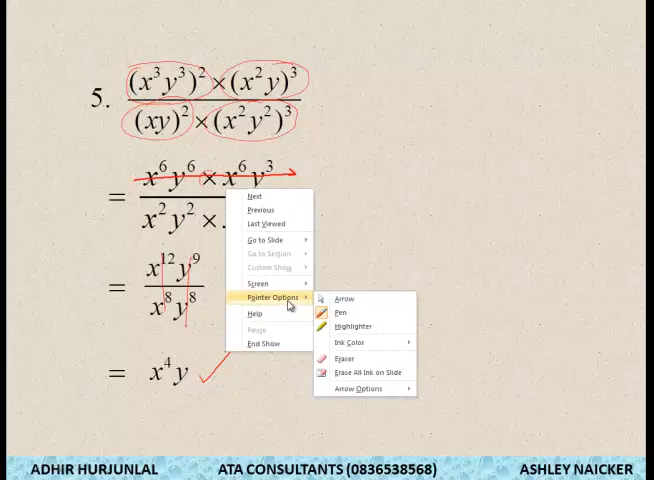 5. (x³y³)² × (x²y)³
(xy)² × (x²y²)³
= x⁶y⁶ × x⁶y³
x²y² ×
= x¹²y⁹
x⁸y⁸
= x⁴y
Next
Previous
Last Viewed
Go to Slide
Go to Section
Custom Show
Screen
Pointer Options
Help
Pause
End Show
Arrow
Pen
Highlighter
Ink Color
Eraser
Erase All Ink on Slide
Arrow Options
ADHIR HURJUNLAL ATA CONSULTANTS (0836538568) ASHLEY NAICKER